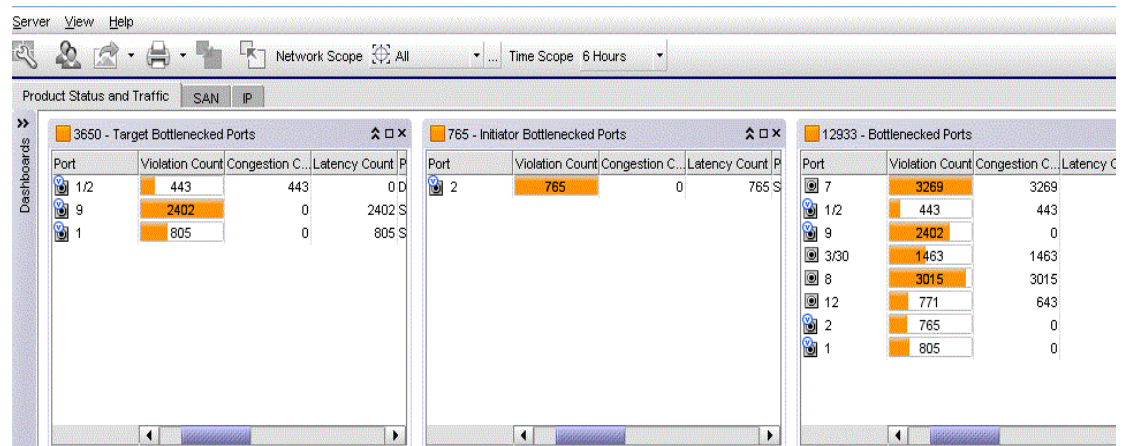 Server View Help
Network Scope All ... Time Scope 6 Hours
Product Status and Traffic SAN IP
Dashboards
3650 - Target Bottlenecked Ports
Port Violation Count Congestion C... Latency Count P
1/2 443 443 0 D
9 2402 0 2402 S
1 805 0 805 S
765 - Initiator Bottlenecked Ports
Port Violation Count Congestion C... Latency Count P
2 765 0 765 S
12933 - Bottlenecked Ports
Port Violation Count Congestion C... Latency C
7 3269 3269
1/2 443 443
9 2402 0
3/30 1463 1463
8 3015 3015
12 771 643
2 765 0
1 805 0